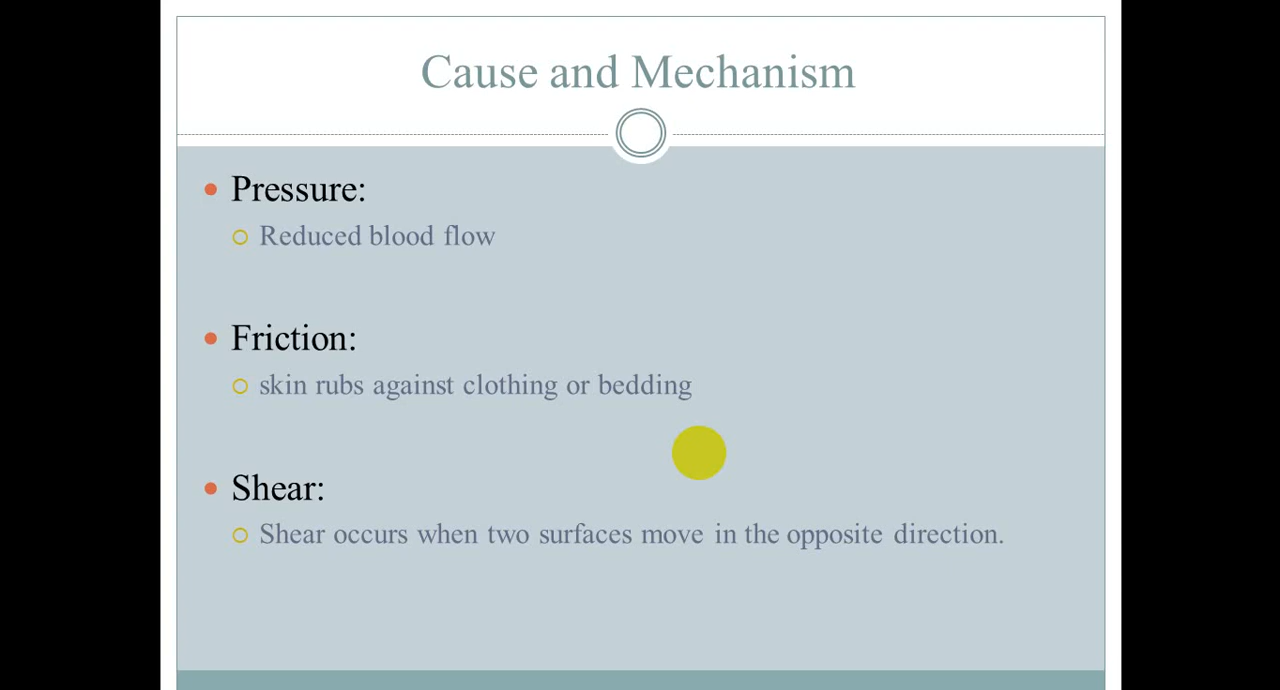 Cause and Mechanism
Pressure:
Reduced blood flow
Friction:
skin rubs against clothing or bedding
Shear:
Shear occurs when two surfaces move in the opposite direction.